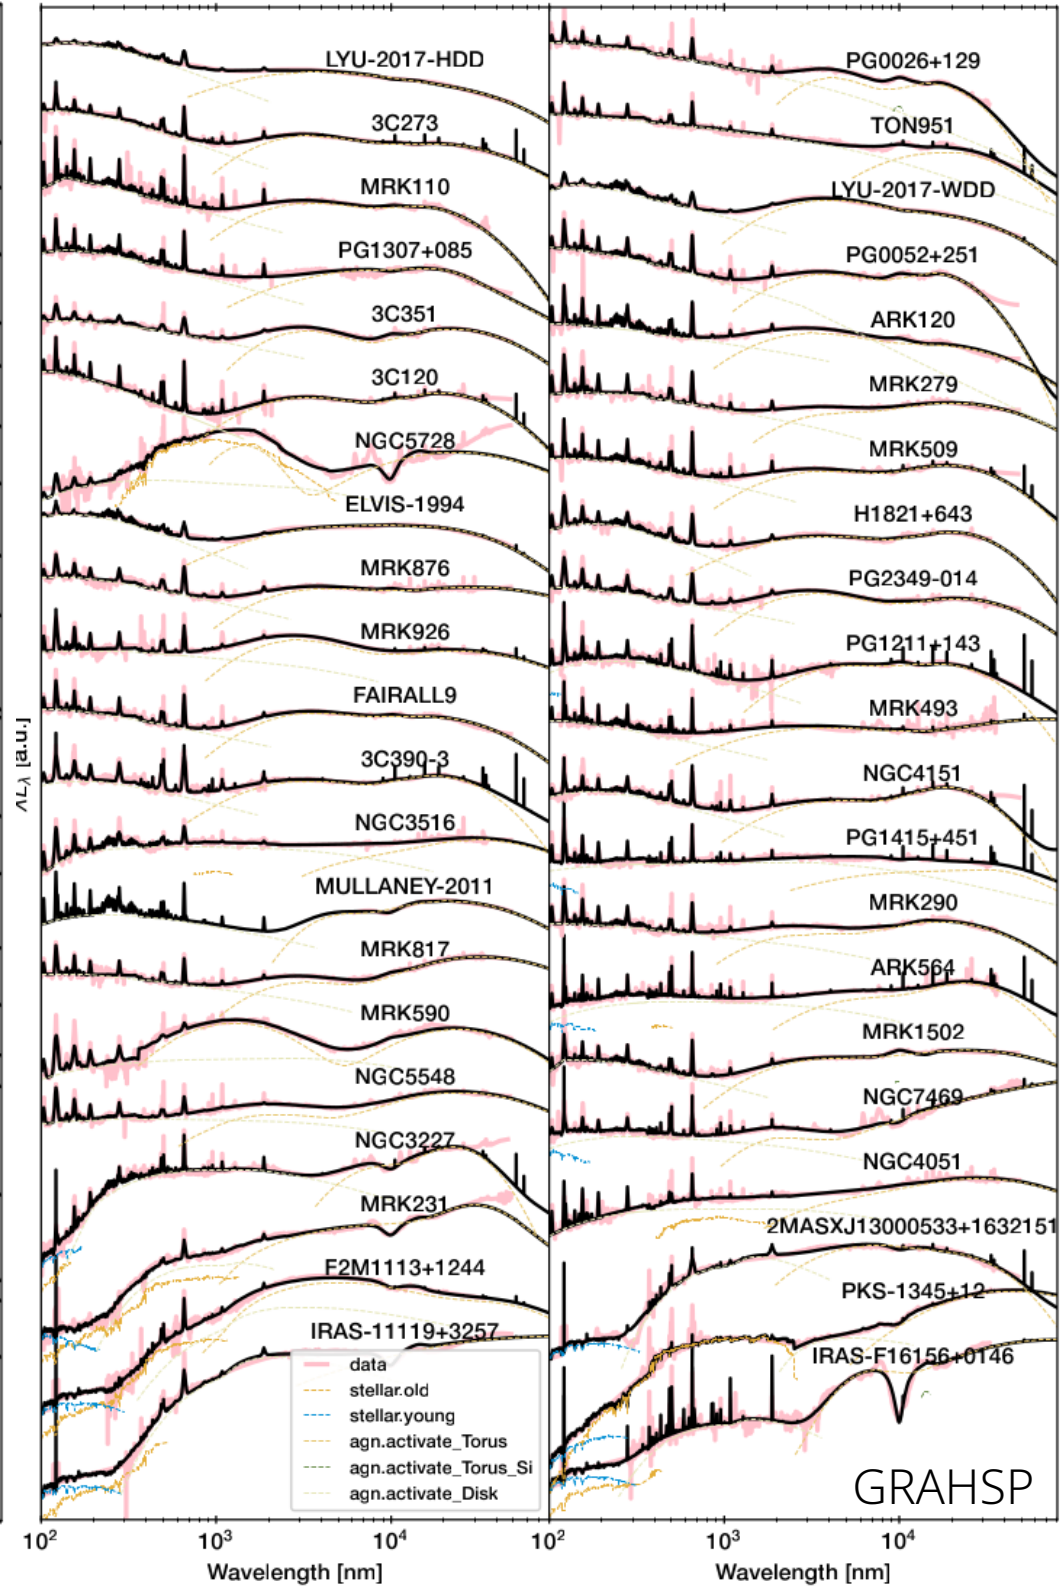 LYU-2017-HDD
3C273
MRK110
PG1307+085
3C351
3C120
NGC5728
ELVIS-1994
MRK876
MRK926
FAIRALL9
3C390-3
NGC3516
MULLANEY-2011
MRK817
MRK590
NGC5548
NGC3227
MRK231
F2M1113+1244
IRAS-11119+3257
data
stellar.old
stellar.young
agn.activate_Torus
agn.activate_Torus_Si
agn.activate_Disk
λLλ [a.u.]
10² 10³ 10⁴
Wavelength [nm]
PG0026+129
TON951
LYU-2017-WDD
PG0052+251
ARK120
MRK279
MRK509
H1821+643
PG2349-014
PG1211+143
MRK493
NGC4151
PG1415+451
MRK290
ARK564
MRK1502
NGC7469
NGC4051
2MASXJ13000533+1632151
PKS-1345+12
IRAS-F16156+0146
GRAHSP
10² 10³ 10⁴
Wavelength [nm]